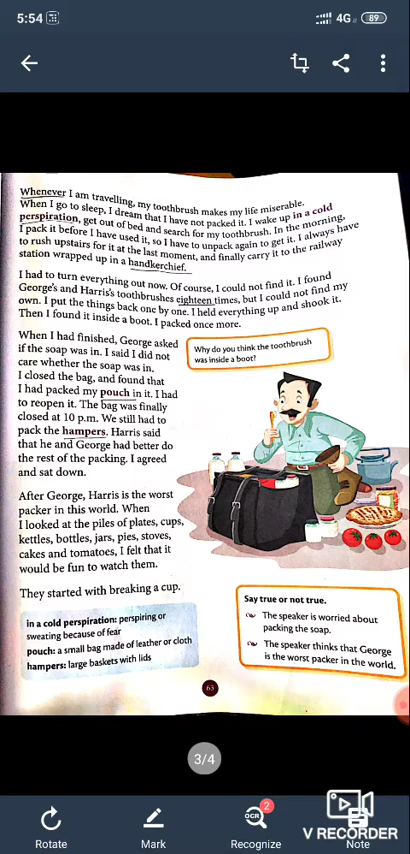 5:54
4G
89
Whenever I am travelling, my toothbrush makes my life miserable.
When I go to sleep, I dream that I have not packed it. I wake up in a cold
perspiration, get out of bed and search for my toothbrush. In the morning,
I pack it before I have used it, so I have to unpack again to get it. I always have
to rush upstairs for it at the last moment, and finally carry it to the railway
station wrapped up in a handkerchief.
I had to turn everything out now. Of course, I could not find it. I found
George's and Harris's toothbrushes eighteen times, but I could not find my
own. I put the things back one by one. I held everything up and shook it.
Then I found it inside a boot. I packed once more.
When I had finished, George asked
if the soap was in. I said I did not
care whether the soap was in.
I closed the bag, and found that
I had packed my pouch in it. I had
to reopen it. The bag was finally
closed at 10 p.m. We still had to
pack the hampers. Harris said
that he and George had better do
the rest of the packing. I agreed
and sat down.
Why do you think the toothbrush
was inside a boot?
After George, Harris is the worst
packer in this world. When
I looked at the piles of plates, cups,
kettles, bottles, jars, pies, stoves,
cakes and tomatoes, I felt that it
would be fun to watch them.
They started with breaking a cup.
in a cold perspiration: perspiring or
sweating because of fear
pouch: a small bag made of leather or cloth
hampers: large baskets with lids
Say true or not true.
The speaker is worried about
packing the soap.
The speaker thinks that George
is the worst packer in the world.
63
3/4
Rotate
Mark
OCR
2
Recognize
Note
V RECORDER